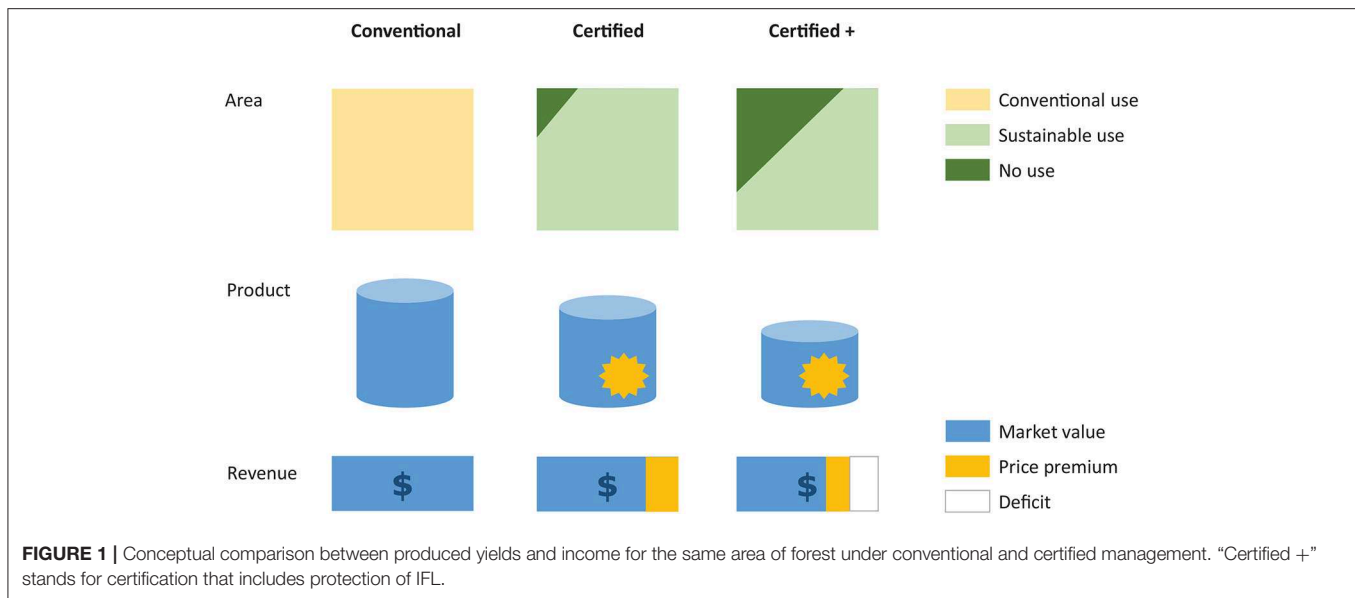 Conventional Certified Certified +
Area
Conventional use
Sustainable use
No use
Product
Market value
Price premium
Deficit
Revenue
$ $ $
FIGURE 1 | Conceptual comparison between produced yields and income for the same area of forest under conventional and certified management. “Certified +”
stands for certification that includes protection of IFL.